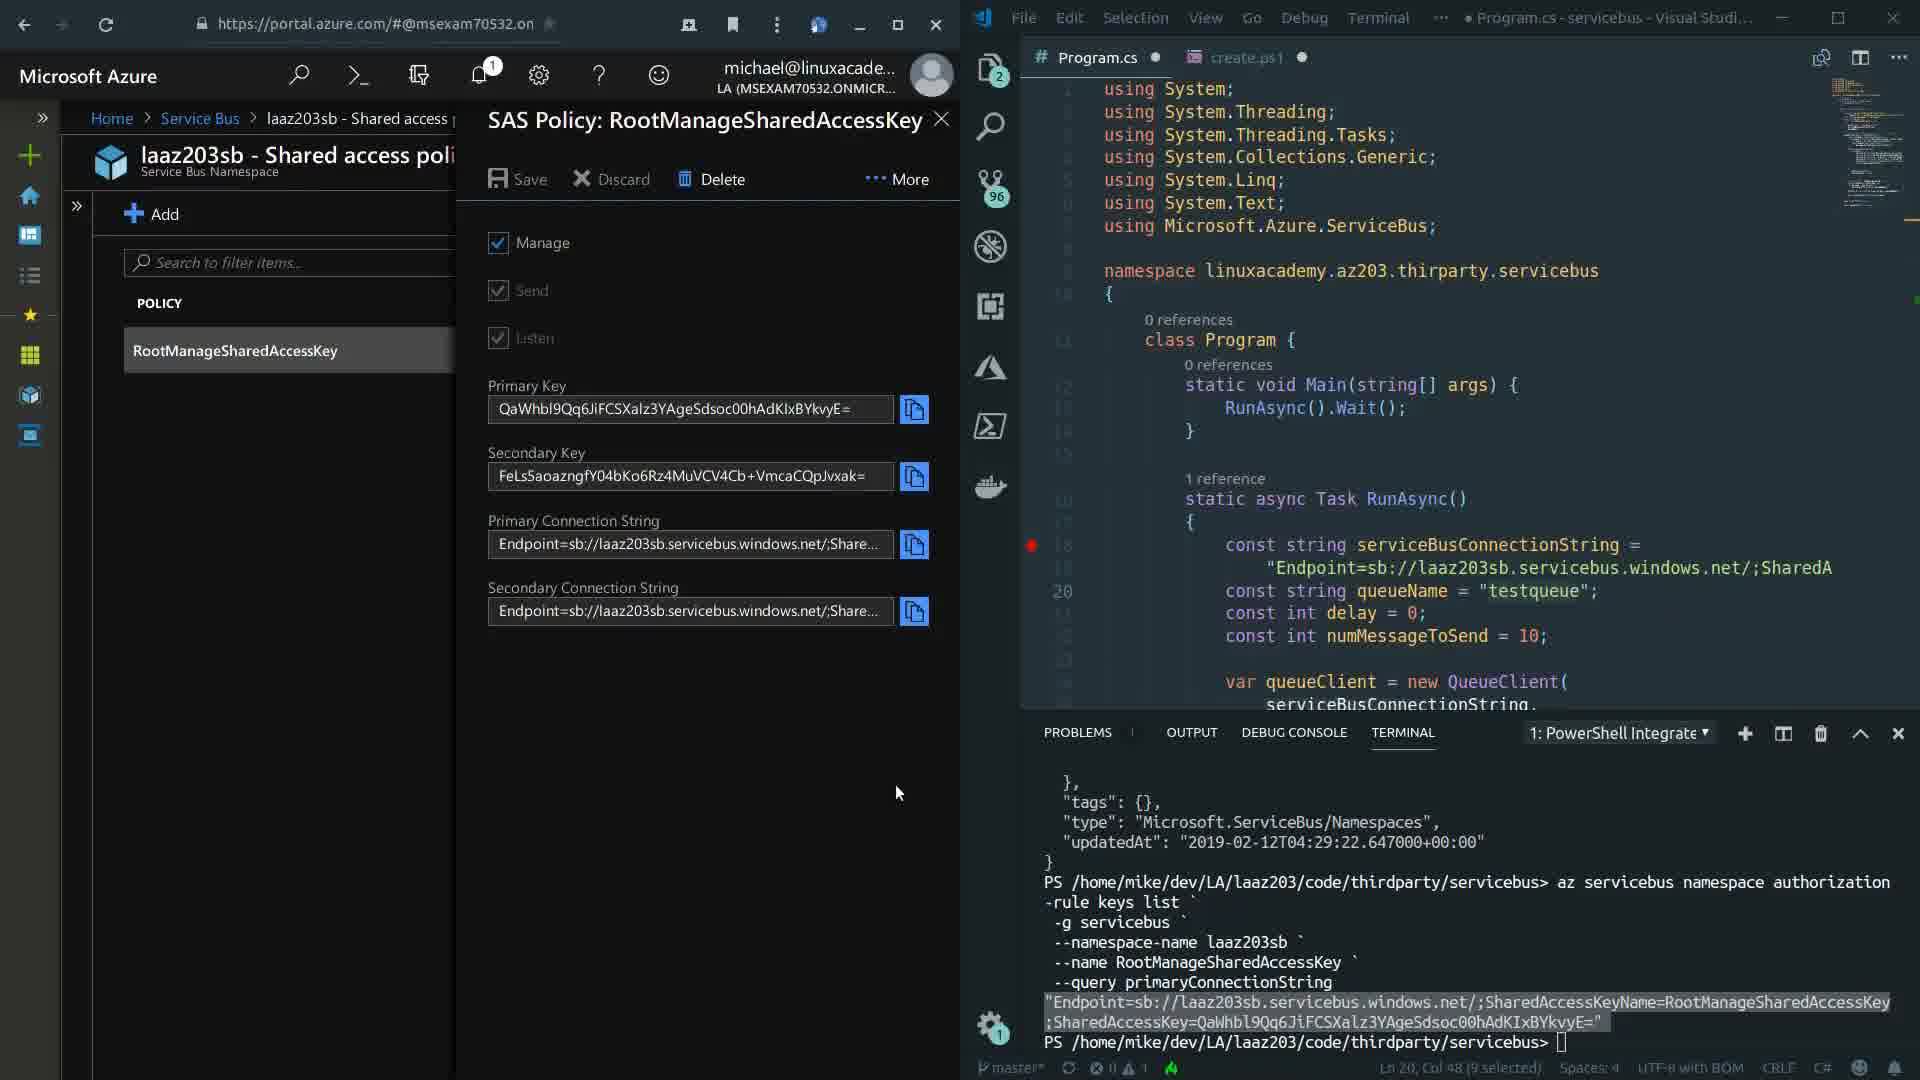 https://portal.azure.com/#@msexam70532.on
Microsoft Azure
1
michael@linuxacade...
LA (MSEXAM70532.ONMICR...
Home > Service Bus > laaz203sb - Shared access
laaz203sb - Shared access poli
Service Bus Namespace
Add
Search to filter items...
POLICY
RootManageSharedAccessKey
SAS Policy: RootManageSharedAccessKey
Save
Discard
Delete
More
Manage
Send
Listen
Primary Key
QaWhbl9Qq6JiFCSXalz3YAgeSdsoc00hAdKIxBYkvyE=
Secondary Key
FeLs5aoazngfY04bKo6Rz4MuVCV4Cb+VmcaCQpJvxak=
Primary Connection String
Endpoint=sb://laaz203sb.servicebus.windows.net/;Share...
Secondary Connection String
Endpoint=sb://laaz203sb.servicebus.windows.net/;Share...
File Edit Selection View Go Debug Terminal ··· ● Program.cs - servicebus - Visual Studi...
2
96
1
# Program.cs
create.ps1
using System;
using System.Threading;
using System.Threading.Tasks;
using System.Collections.Generic;
using System.Linq;
using System.Text;
using Microsoft.Azure.ServiceBus;
namespace linuxacademy.az203.thirparty.servicebus
{
0 references
class Program {
0 references
static void Main(string[] args) {
RunAsync().Wait();
}
1 reference
static async Task RunAsync()
{
18 const string serviceBusConnectionString =
"Endpoint=sb://laaz203sb.servicebus.windows.net/;SharedA
20 const string queueName = "testqueue";
const int delay = 0;
const int numMessageToSend = 10;
var queueClient = new QueueClient(
serviceBusConnectionString,
PROBLEMS OUTPUT DEBUG CONSOLE TERMINAL
1: PowerShell Integrate
},
"tags": {},
"type": "Microsoft.ServiceBus/Namespaces",
"updatedAt": "2019-02-12T04:29:22.647000+00:00"
}
PS /home/mike/dev/LA/laaz203/code/thirdparty/servicebus> az servicebus namespace authorization
-rule keys list `
-g servicebus `
--namespace-name laaz203sb `
--name RootManageSharedAccessKey `
--query primaryConnectionString
"Endpoint=sb://laaz203sb.servicebus.windows.net/;SharedAccessKeyName=RootManageSharedAccessKey
;SharedAccessKey=QaWhbl9Qq6JiFCSXalz3YAgeSdsoc00hAdKIxBYkvyE="
PS /home/mike/dev/LA/laaz203/code/thirdparty/servicebus>
master* 0 1 Ln 20, Col 48 (9 selected) Spaces: 4 UTF-8 with BOM CRLF C#